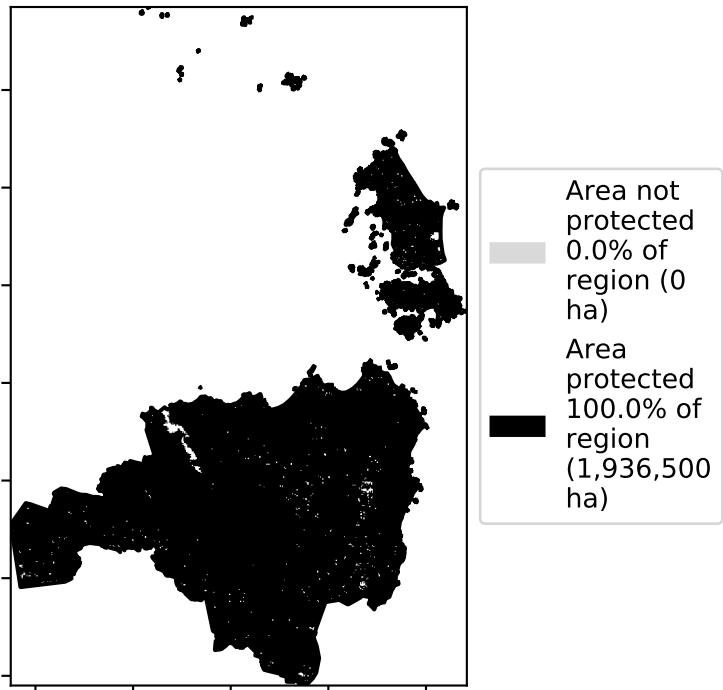 Area not
protected
0.0% of
region (0
ha)
Area
protected
100.0% of
region
(1,936,500
ha)